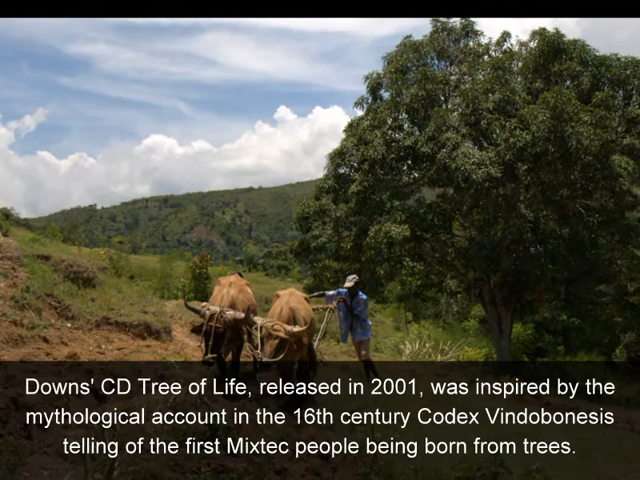 Downs' CD Tree of Life, released in 2001, was inspired by the
mythological account in the 16th century Codex Vindobonesis
telling of the first Mixtec people being born from trees.